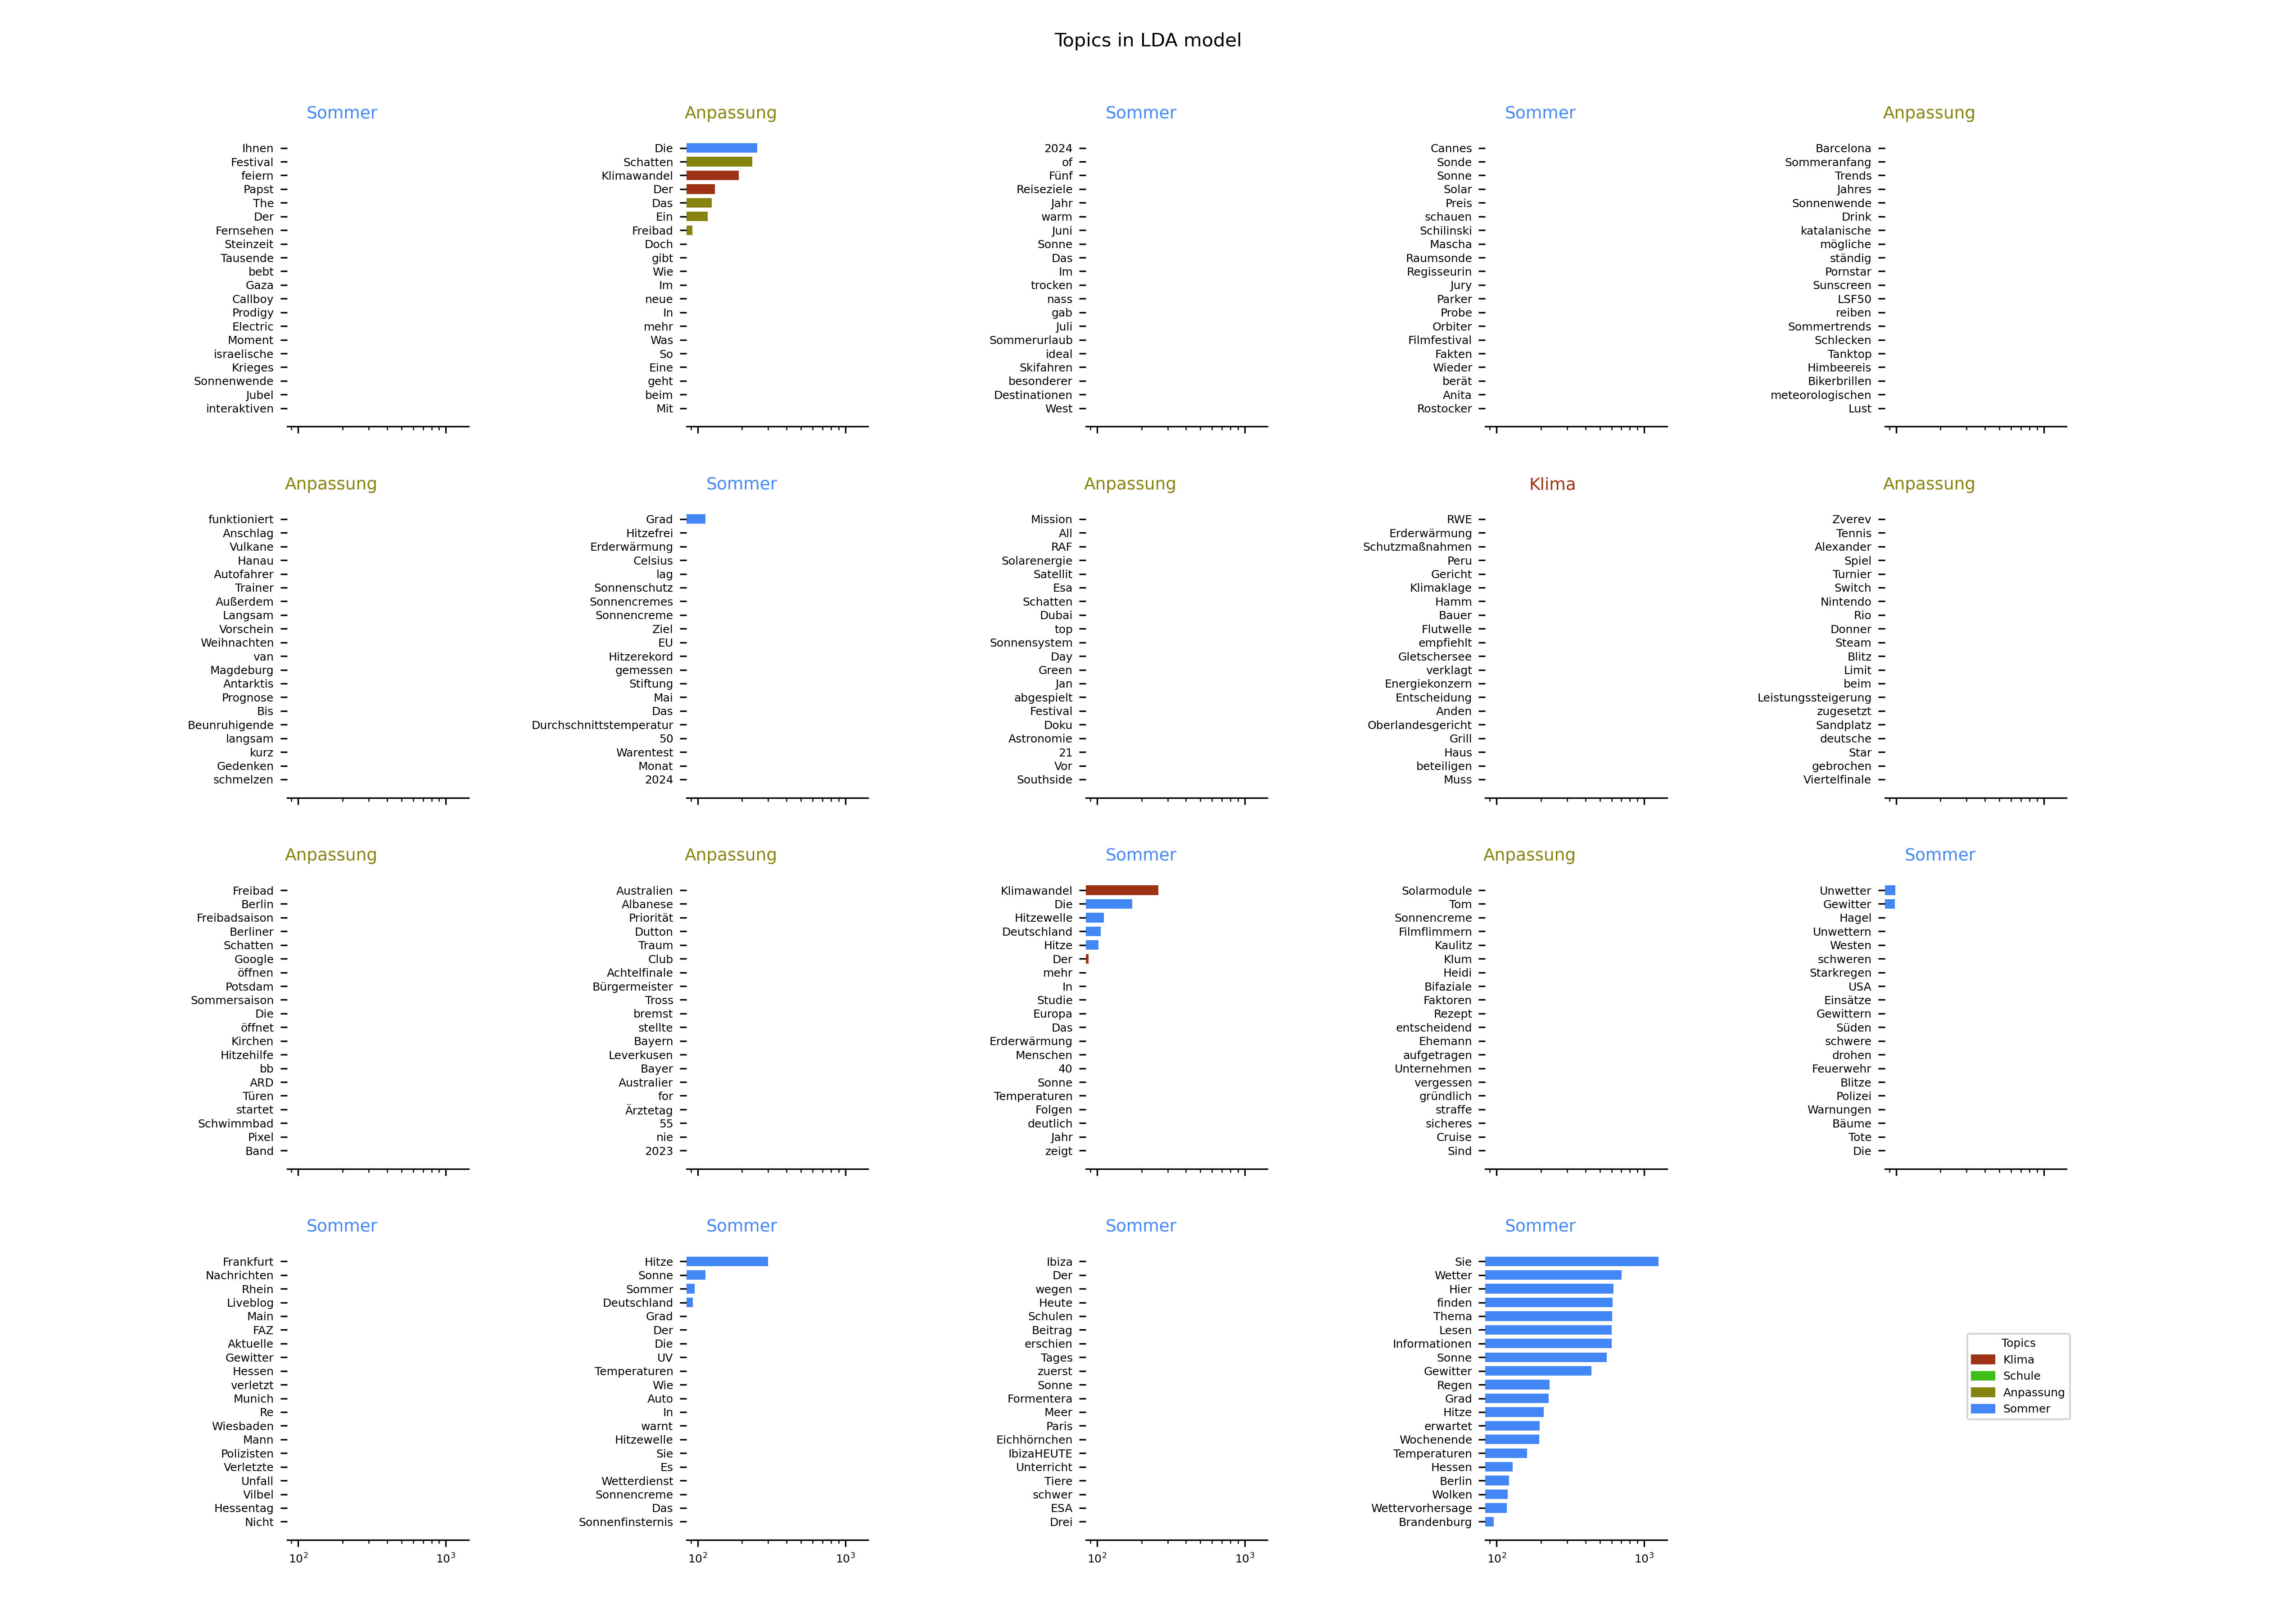 Topics in LDA model
Sommer
Ihnen
Festival
feiern
Papst
The
Der
Fernsehen
Steinzeit
Tausende
bebt
Gaza
Callboy
Prodigy
Electric
Moment
israelische
Krieges
Sonnenwende
Jubel
interaktiven
Anpassung
Die
Schatten
Klimawandel
Der
Das
Ein
Freibad
Doch
gibt
Wie
Im
neue
In
mehr
Was
So
Eine
geht
beim
Mit
Sommer
2024
of
Fünf
Reiseziele
Jahr
warm
Juni
Sonne
Das
Im
trocken
nass
gab
Juli
Sommerurlaub
ideal
Skifahren
besonderer
Destinationen
West
Sommer
Cannes
Sonde
Sonne
Solar
Preis
schauen
Schilinski
Mascha
Raumsonde
Regisseurin
Jury
Parker
Probe
Orbiter
Filmfestival
Fakten
Wieder
berät
Anita
Rostocker
Anpassung
Barcelona
Sommeranfang
Trends
Jahres
Sonnenwende
Drink
katalanische
mögliche
ständig
Pornstar
Sunscreen
LSF50
reiben
Sommertrends
Schlecken
Tanktop
Himbeereis
Bikerbrillen
meteorologischen
Lust
Anpassung
funktioniert
Anschlag
Vulkane
Hanau
Autofahrer
Trainer
Außerdem
Langsam
Vorschein
Weihnachten
van
Magdeburg
Antarktis
Prognose
Bis
Beunruhigende
langsam
kurz
Gedenken
schmelzen
Sommer
Grad
Hitzefrei
Erderwärmung
Celsius
lag
Sonnenschutz
Sonnencremes
Sonnencreme
Ziel
EU
Hitzerekord
gemessen
Stiftung
Mai
Das
Durchschnittstemperatur
50
Warentest
Monat
2024
Anpassung
Mission
All
RAF
Solarenergie
Satellit
Esa
Schatten
Dubai
top
Sonnensystem
Day
Green
Jan
abgespielt
Festival
Doku
Astronomie
21
Vor
Southside
Klima
RWE
Erderwärmung
Schutzmaßnahmen
Peru
Gericht
Klimaklage
Hamm
Bauer
Flutwelle
empfiehlt
Gletschersee
verklagt
Energiekonzern
Entscheidung
Anden
Oberlandesgericht
Grill
Haus
beteiligen
Muss
Anpassung
Zverev
Tennis
Alexander
Spiel
Turnier
Switch
Nintendo
Rio
Donner
Steam
Blitz
Limit
beim
Leistungssteigerung
zugesetzt
Sandplatz
deutsche
Star
gebrochen
Viertelfinale
Anpassung
Freibad
Berlin
Freibadsaison
Berliner
Schatten
Google
öffnen
Potsdam
Sommersaison
Die
öffnet
Kirchen
Hitzehilfe
bb
ARD
Türen
startet
Schwimmbad
Pixel
Band
Anpassung
Australien
Albanese
Priorität
Dutton
Traum
Club
Achtelfinale
Bürgermeister
Tross
bremst
stellte
Bayern
Leverkusen
Bayer
Australier
for
Ärztetag
55
nie
2023
Sommer
Klimawandel
Die
Hitzewelle
Deutschland
Hitze
Der
mehr
In
Studie
Europa
Das
Erderwärmung
Menschen
40
Sonne
Temperaturen
Folgen
deutlich
Jahr
zeigt
Anpassung
Solarmodule
Tom
Sonnencreme
Filmflimmern
Kaulitz
Klum
Heidi
Bifaziale
Faktoren
Rezept
entscheidend
Ehemann
aufgetragen
Unternehmen
vergessen
gründlich
straffe
sicheres
Cruise
Sind
Sommer
Unwetter
Gewitter
Hagel
Unwettern
Westen
schweren
Starkregen
USA
Einsätze
Gewittern
Süden
schwere
drohen
Feuerwehr
Blitze
Polizei
Warnungen
Bäume
Tote
Die
Sommer
Frankfurt
Nachrichten
Rhein
Liveblog
Main
FAZ
Aktuelle
Gewitter
Hessen
verletzt
Munich
Re
Wiesbaden
Mann
Polizisten
Verletzte
Unfall
Vilbel
Hessentag
Nicht
10² 10³
Sommer
Hitze
Sonne
Sommer
Deutschland
Grad
Der
Die
UV
Temperaturen
Wie
Auto
In
warnt
Hitzewelle
Sie
Es
Wetterdienst
Sonnencreme
Das
Sonnenfinsternis
10² 10³
Sommer
Ibiza
Der
wegen
Heute
Schulen
Beitrag
erschien
Tages
zuerst
Sonne
Formentera
Meer
Paris
Eichhörnchen
IbizaHEUTE
Unterricht
Tiere
schwer
ESA
Drei
10² 10³
Sommer
Sie
Wetter
Hier
finden
Thema
Lesen
Informationen
Sonne
Gewitter
Regen
Grad
Hitze
erwartet
Wochenende
Temperaturen
Hessen
Berlin
Wolken
Wettervorhersage
Brandenburg
10² 10³
Topics
Klima
Schule
Anpassung
Sommer